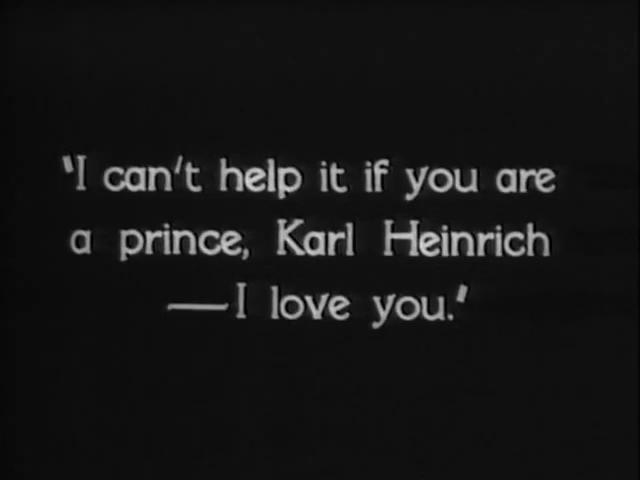 "I can't help it if you are
a prince, Karl Heinrich
—I love you."